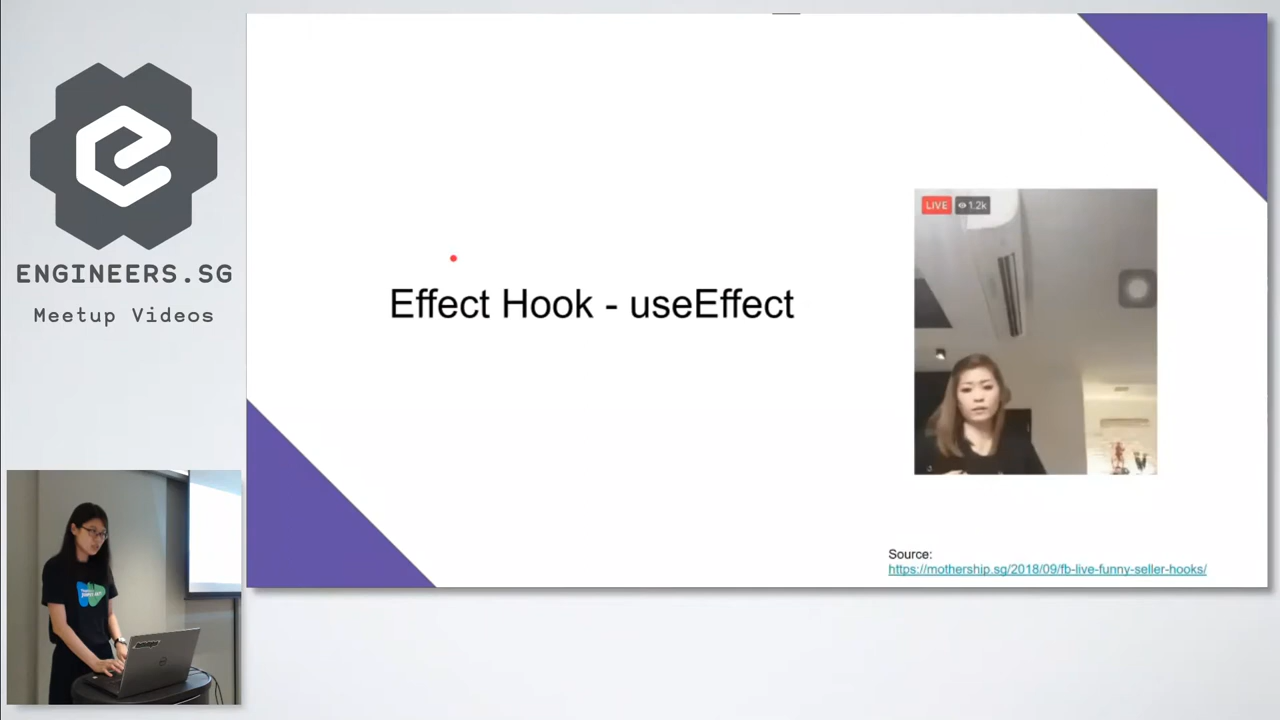 ENGINEERS.SG
Meetup Videos
Effect Hook - useEffect
LIVE 1.2k
Source:
https://mothership.sg/2018/09/fb-live-funny-seller-hooks/